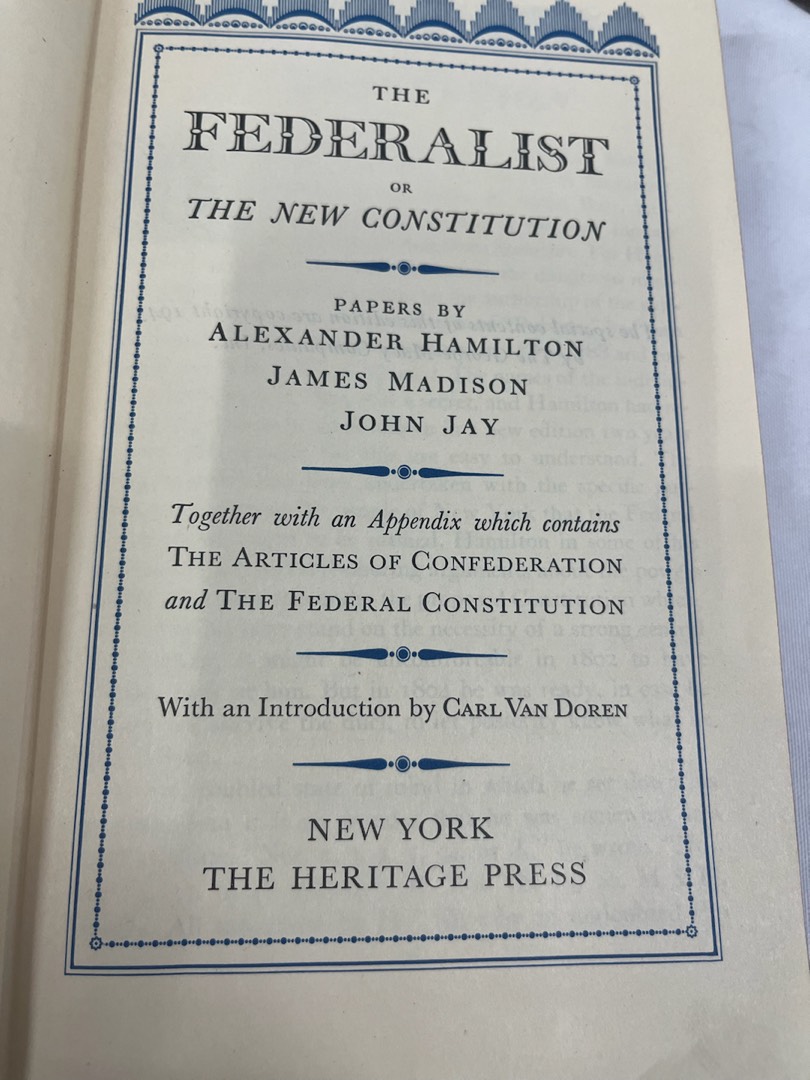 THE
FEDERALIST
OR
THE NEW CONSTITUTION
PAPERS BY
ALEXANDER HAMILTON
JAMES MADISON
JOHN JAY
Together with an Appendix which contains
THE ARTICLES OF CONFEDERATION
and THE FEDERAL CONSTITUTION
With an Introduction by CARL VAN DOREN
NEW YORK
THE HERITAGE PRESS